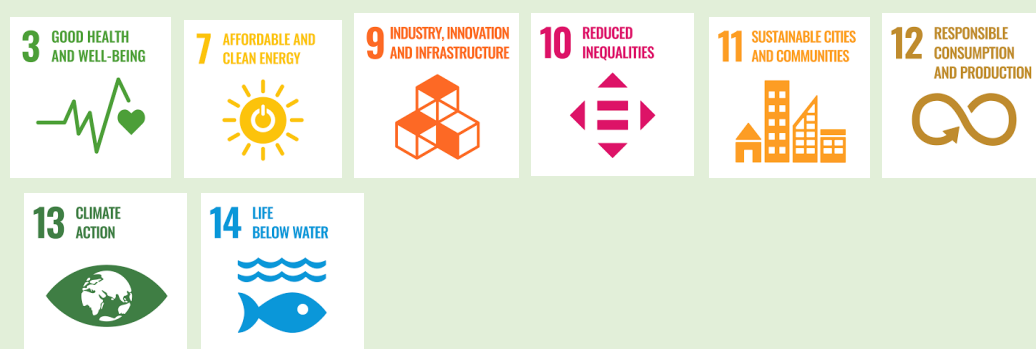 3 GOOD HEALTH
AND WELL-BEING
7 AFFORDABLE AND
CLEAN ENERGY
9 INDUSTRY, INNOVATION
AND INFRASTRUCTURE
10 REDUCED
INEQUALITIES
11 SUSTAINABLE CITIES
AND COMMUNITIES
12 RESPONSIBLE
CONSUMPTION
AND PRODUCTION
13 CLIMATE
ACTION
14 LIFE
BELOW WATER